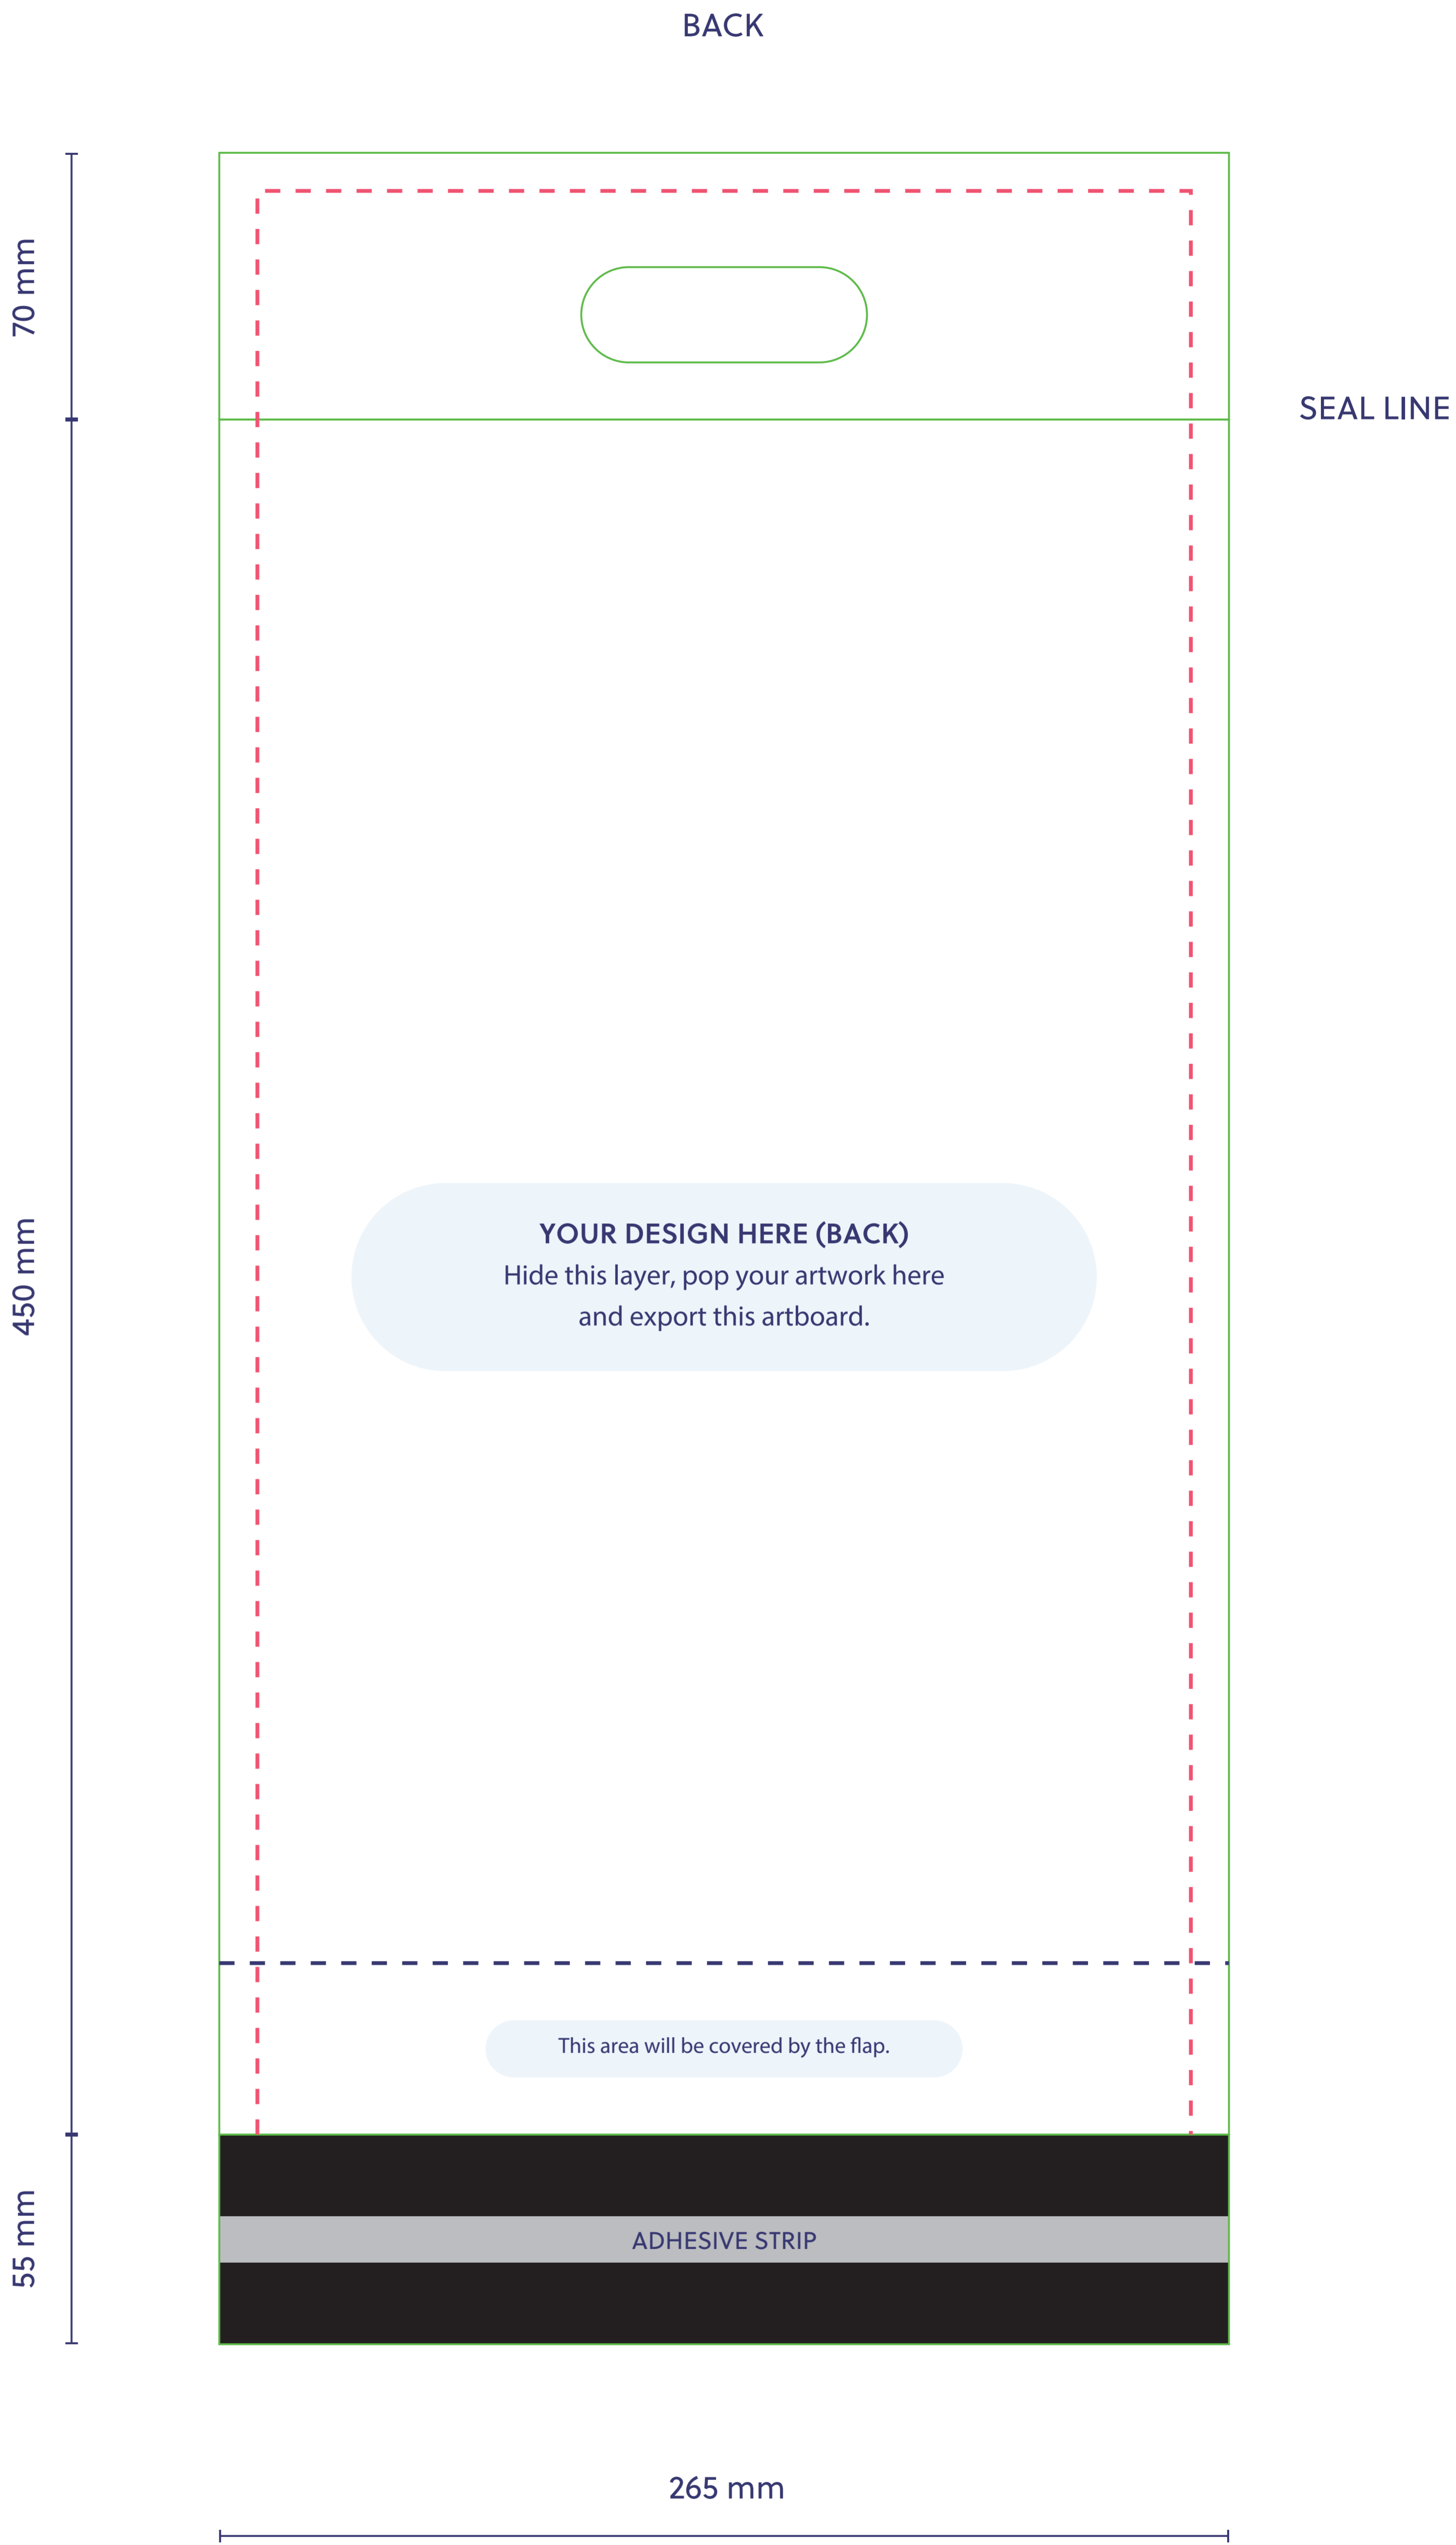 BACK
70 mm
SEAL LINE
450 mm
YOUR DESIGN HERE (BACK)
Hide this layer, pop your artwork here
and export this artboard.
This area will be covered by the flap.
55 mm
ADHESIVE STRIP
265 mm